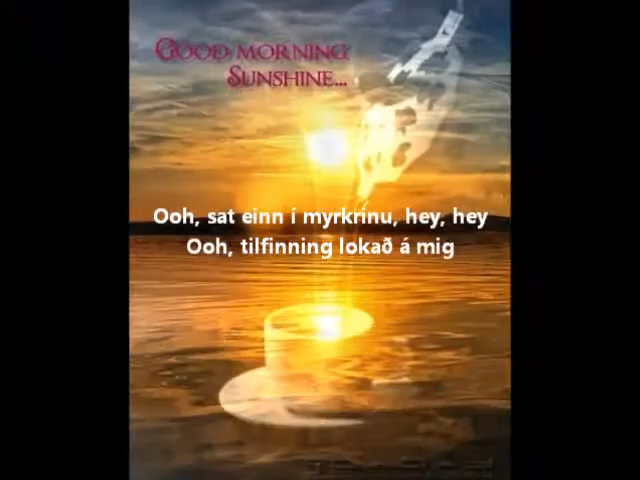 Good morning
Sunshine...
Ooh, sat einn í myrkrinu, hey, hey
Ooh, tilfinning lokað á mig